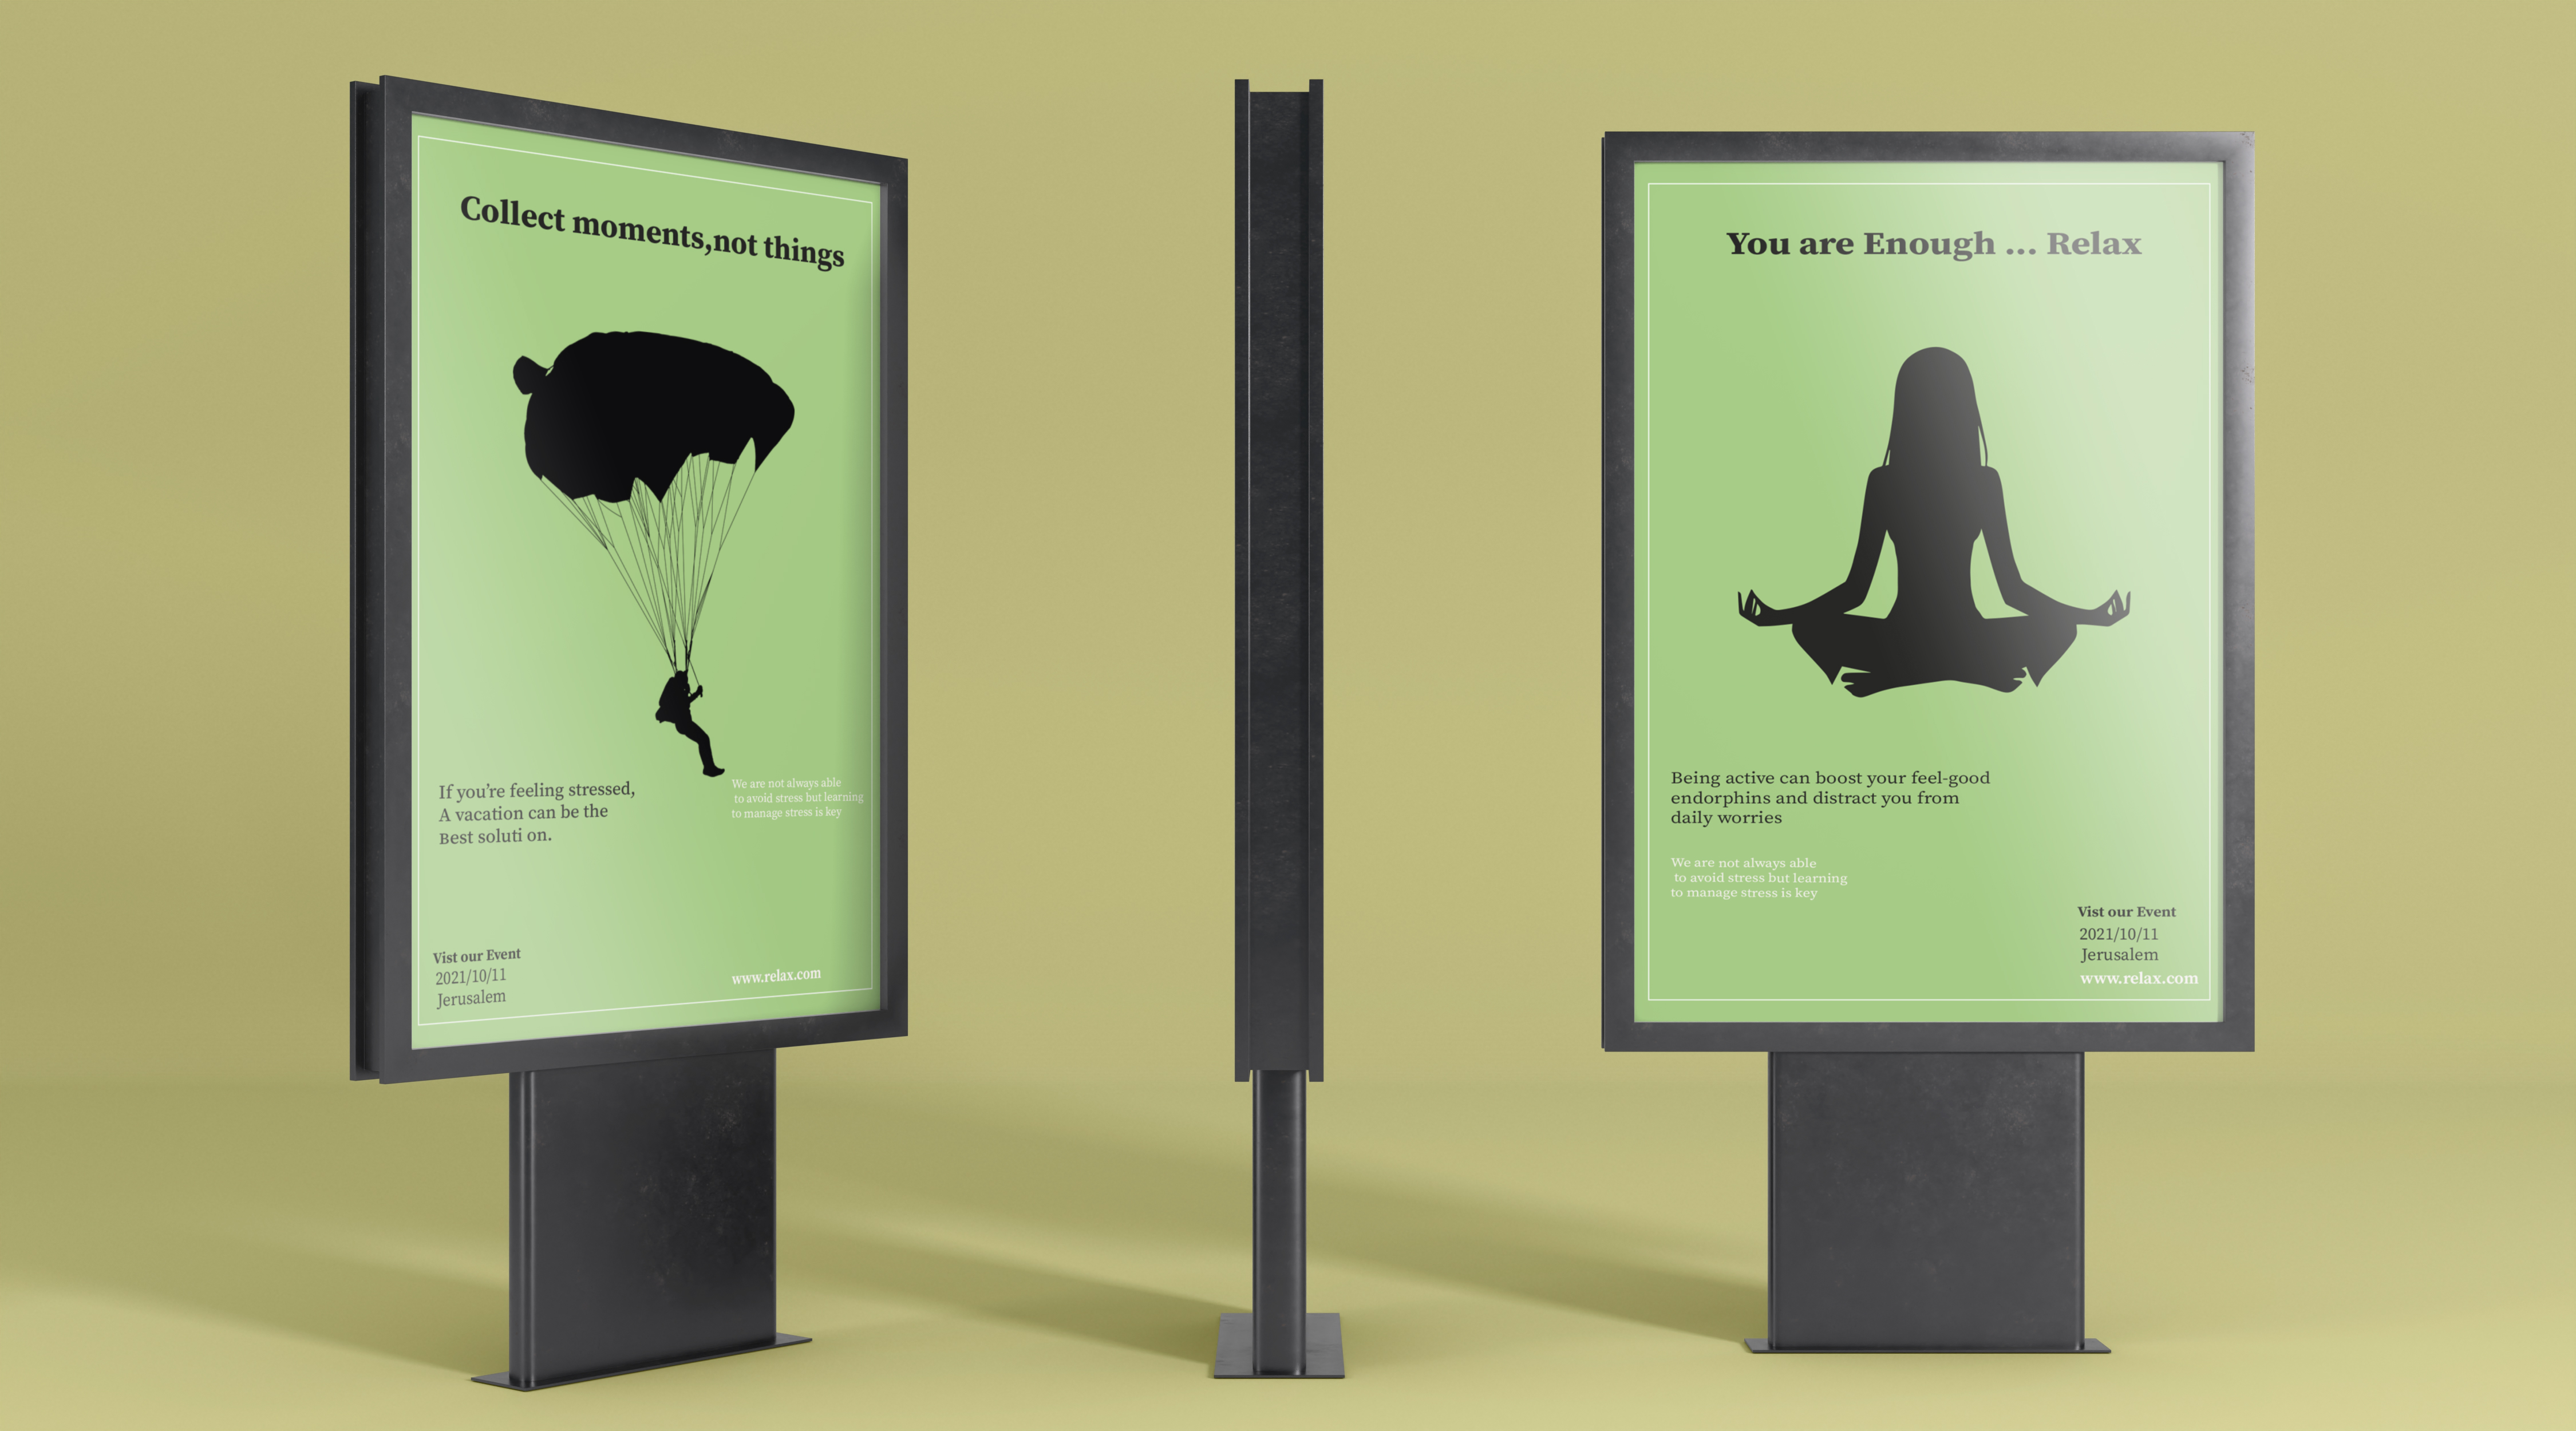 Collect moments,not things
If you're feeling stressed,
A vacation can be the
Best soluti on.
We are not always able
to avoid stress but learning
to manage stress is key
Vist our Event
2021/10/11
Jerusalem
www.relax.com
You are Enough ... Relax
Being active can boost your feel-good
endorphins and distract you from
daily worries
We are not always able
to avoid stress but learning
to manage stress is key
Vist our Event
2021/10/11
Jerusalem
www.relax.com